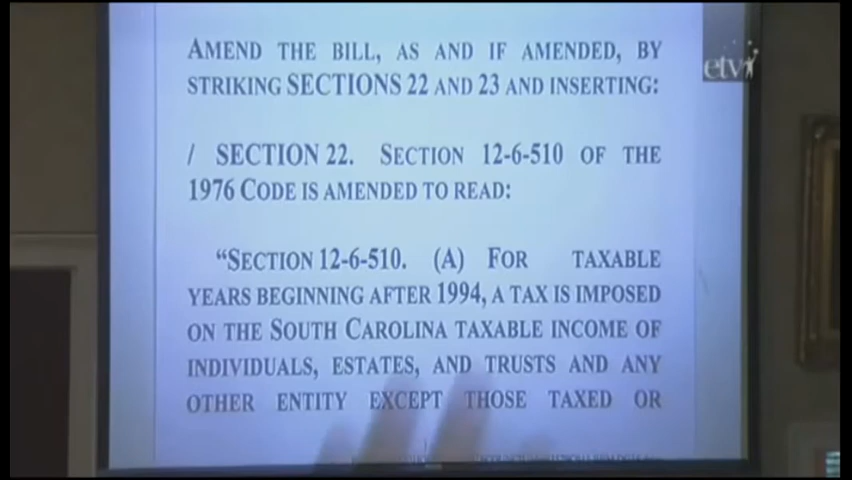 etv
AMEND THE BILL, AS AND IF AMENDED, BY
STRIKING SECTIONS 22 AND 23 AND INSERTING:
/ SECTION 22. SECTION 12-6-510 OF THE
1976 CODE IS AMENDED TO READ:
“SECTION 12-6-510. (A) FOR TAXABLE
YEARS BEGINNING AFTER 1994, A TAX IS IMPOSED
ON THE SOUTH CAROLINA TAXABLE INCOME OF
INDIVIDUALS, ESTATES, AND TRUSTS AND ANY
OTHER ENTITY EXCEPT THOSE TAXED OR